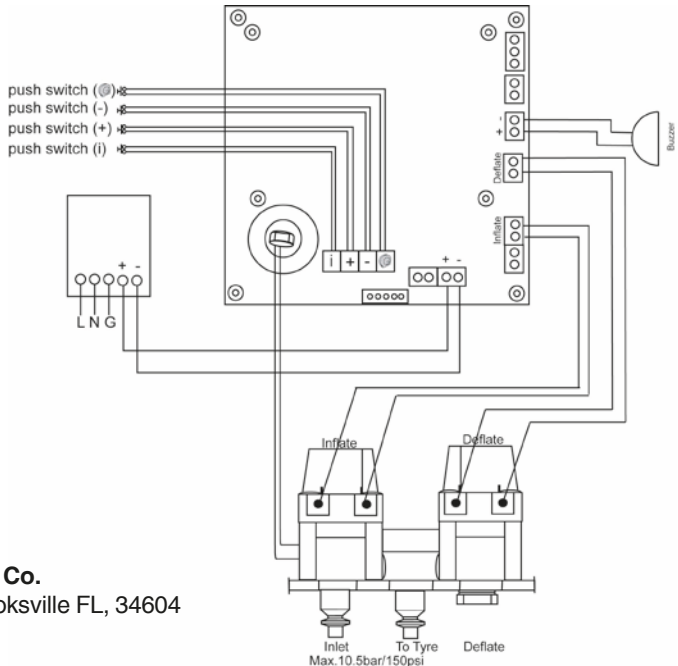 push switch ( )
push switch (-)
push switch (+)
push switch (i)
+ -
L N G
i + -
+ -
-
+
Buzzer
Deflate
Inflate
Inflate
Deflate
Co.
oksville FL, 34604
Inlet
To Tyre
Deflate
Max.10.5bar/150psi